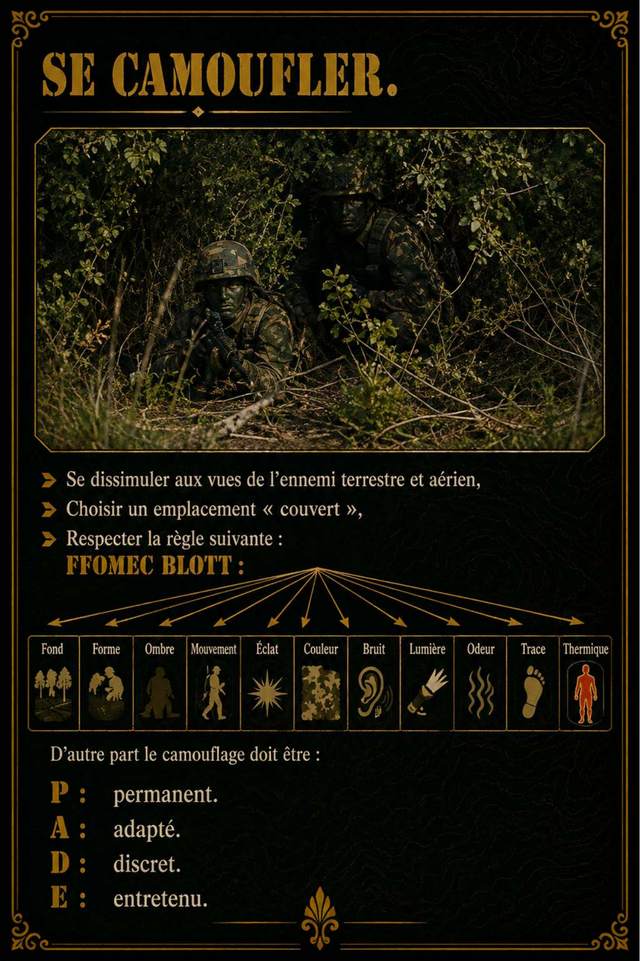 SE CAMOUFLER.
Se dissimuler aux vues de l'ennemi terrestre et aérien,
Choisir un emplacement « couvert »,
Respecter la règle suivante :
FFOMEC BLOTT :
Fond Forme Ombre Mouvement Éclat Couleur Bruit Lumière Odeur Trace Thermique
D'autre part le camouflage doit être :
P : permanent.
A : adapté.
D : discret.
E : entretenu.